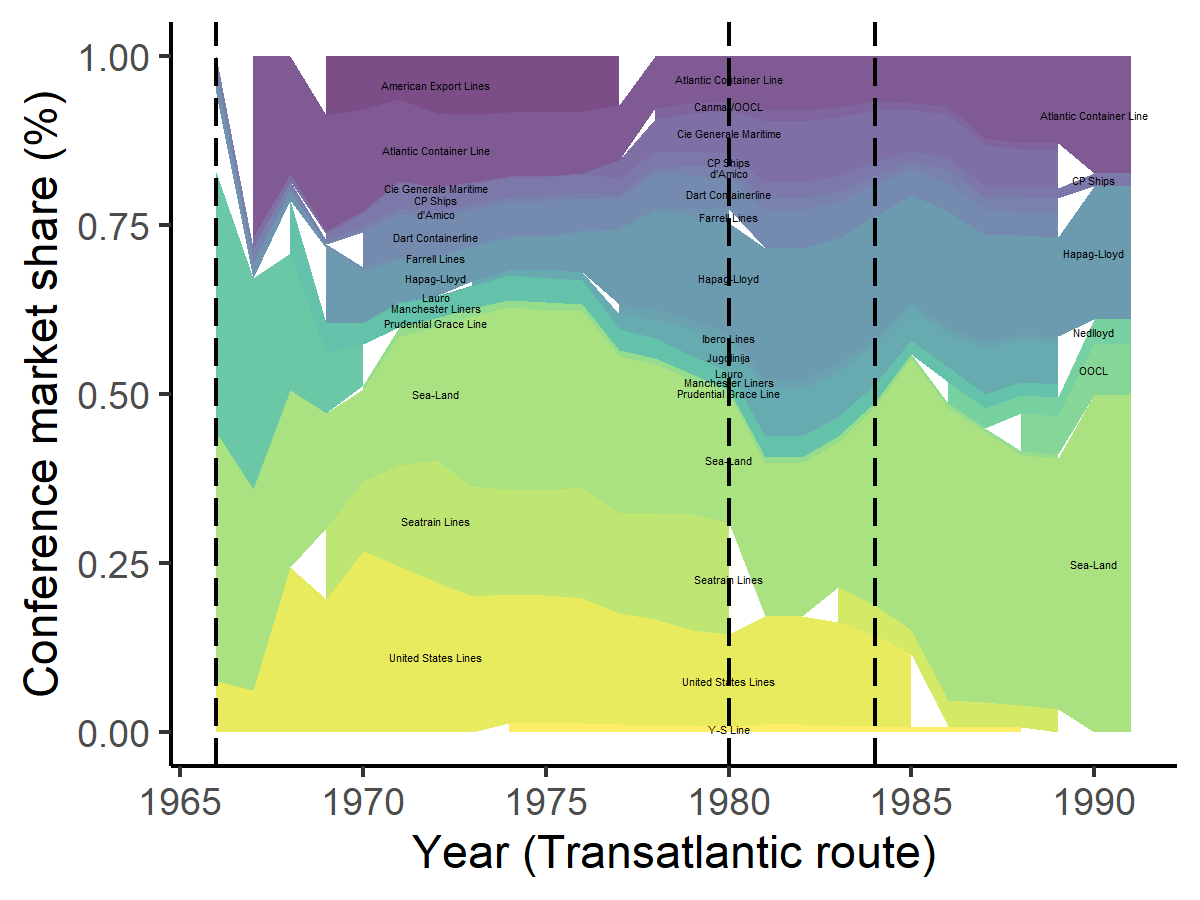 Conference market share (%)
1.00
0.75
0.50
0.25
0.00
American Export Lines
Atlantic Container Line
Cie Generale Maritime
CP Ships
d'Amico
Dart Containerline
Farrell Lines
Hapag-Lloyd
Lauro
Manchester Liners
Prudential Grace Line
Sea-Land
Seatrain Lines
United States Lines
Atlantic Container Line
Canmar/OOCL
Cie Generale Maritime
CP Ships
d'Amico
Dart Containerline
Farrell Lines
Hapag-Lloyd
Ibero Lines
Jugolinija
Lauro
Manchester Liners
Prudential Grace Line
Sea-Land
Seatrain Lines
United States Lines
Y-S Line
Atlantic Container Line
CP Ships
Hapag-Lloyd
Nedlloyd
OOCL
Sea-Land
1965 1970 1975 1980 1985 1990
Year (Transatlantic route)